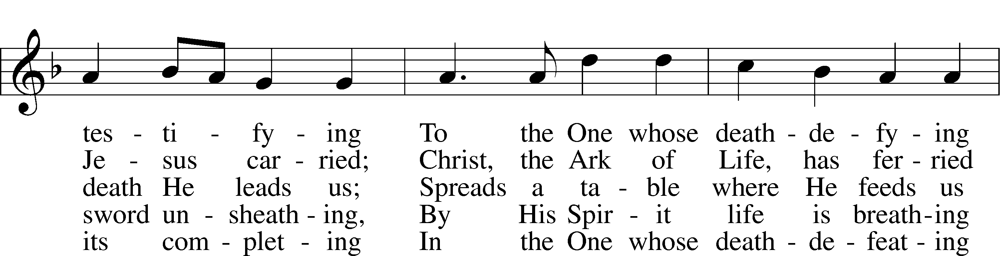 tes - ti - fy - ing To the One whose death - de - fy - ing
Je - sus car - ried; Christ, the Ark of Life, has fer - ried
death He leads us; Spreads a ta - ble where He feeds us
sword un - sheath - ing, By His Spir - it life is breath - ing
its com - plet - ing In the One whose death - de - feat - ing